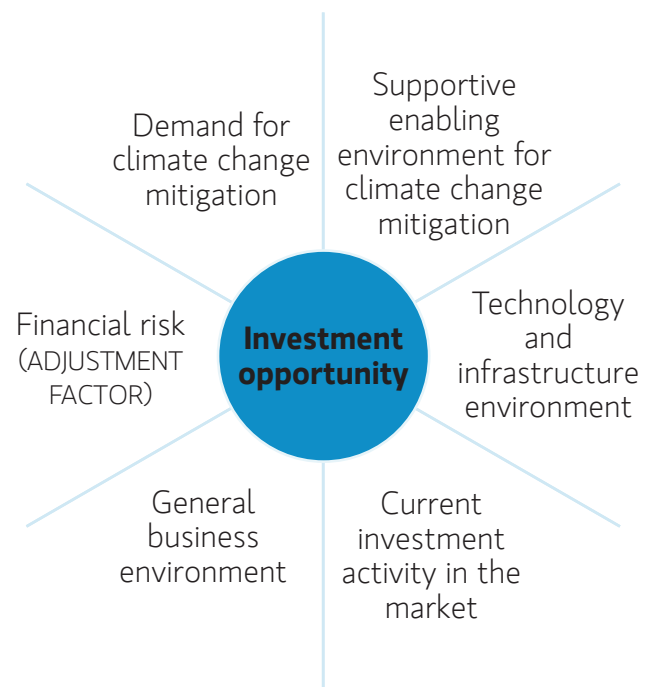 Demand for
climate change
mitigation
Supportive
enabling
environment for
climate change
mitigation
Technology
and
infrastructure
environment
Current
investment
activity in the
market
General
business
environment
Financial risk
(ADJUSTMENT
FACTOR)
Investment
opportunity